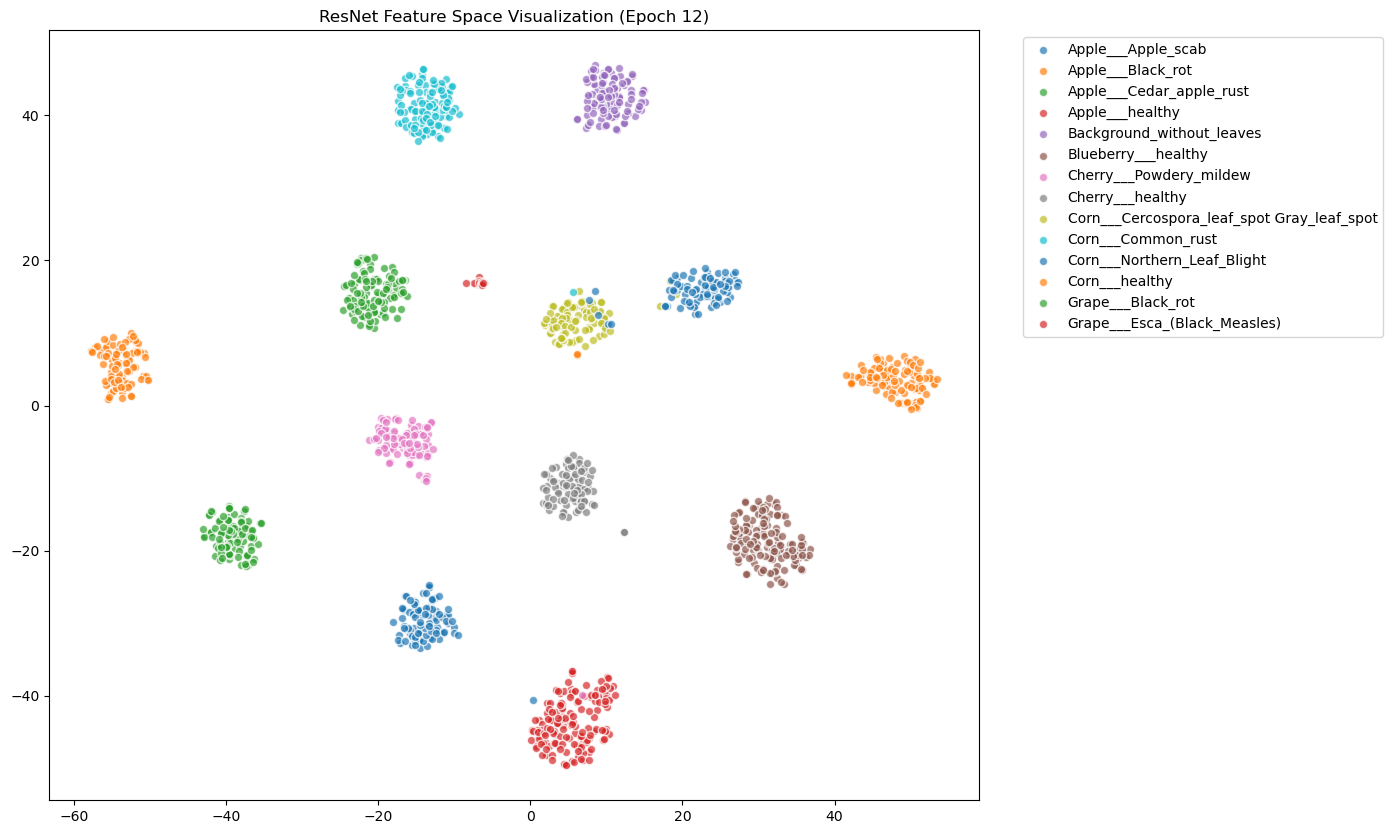 ResNet Feature Space Visualization (Epoch 12)
Apple___Apple_scab
Apple___Black_rot
Apple___Cedar_apple_rust
Apple___healthy
Background_without_leaves
Blueberry___healthy
Cherry___Powdery_mildew
Cherry___healthy
Corn___Cercospora_leaf_spot Gray_leaf_spot
Corn___Common_rust
Corn___Northern_Leaf_Blight
Corn___healthy
Grape___Black_rot
Grape___Esca_(Black_Measles)
40
20
0
−20
−40
−60
−40
−20
0
20
40